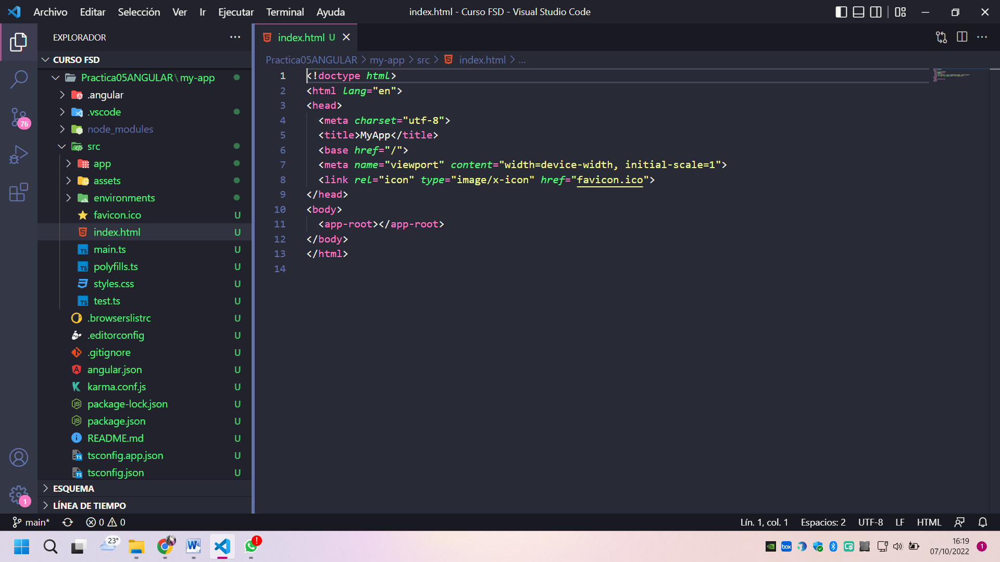 Archivo Editar Selección Ver Ir Ejecutar Terminal Ayuda
index.html - Curso FSD - Visual Studio Code
EXPLORADOR
CURSO FSD
Practica05ANGULAR\my-app
.angular
.vscode
node_modules
src
app
assets
environments
favicon.ico U
index.html U
main.ts U
polyfills.ts U
styles.css U
test.ts U
.browserslistrc U
.editorconfig U
.gitignore U
angular.json U
karma.conf.js U
package-lock.json U
package.json U
README.md U
tsconfig.app.json U
tsconfig.json U
ESQUEMA
LÍNEA DE TIEMPO
76
1
index.html U
Practica05ANGULAR > my-app > src > index.html > ...
1 <!doctype html>
2 <html lang="en">
3 <head>
4 <meta charset="utf-8">
5 <title>MyApp</title>
6 <base href="/">
7 <meta name="viewport" content="width=device-width, initial-scale=1">
8 <link rel="icon" type="image/x-icon" href="favicon.ico">
9 </head>
10 <body>
11 <app-root></app-root>
12 </body>
13 </html>
14
main* 0 0
Lín. 1, col. 1 Espacios: 2 UTF-8 LF HTML
23°
box
16:19
07/10/2022
1